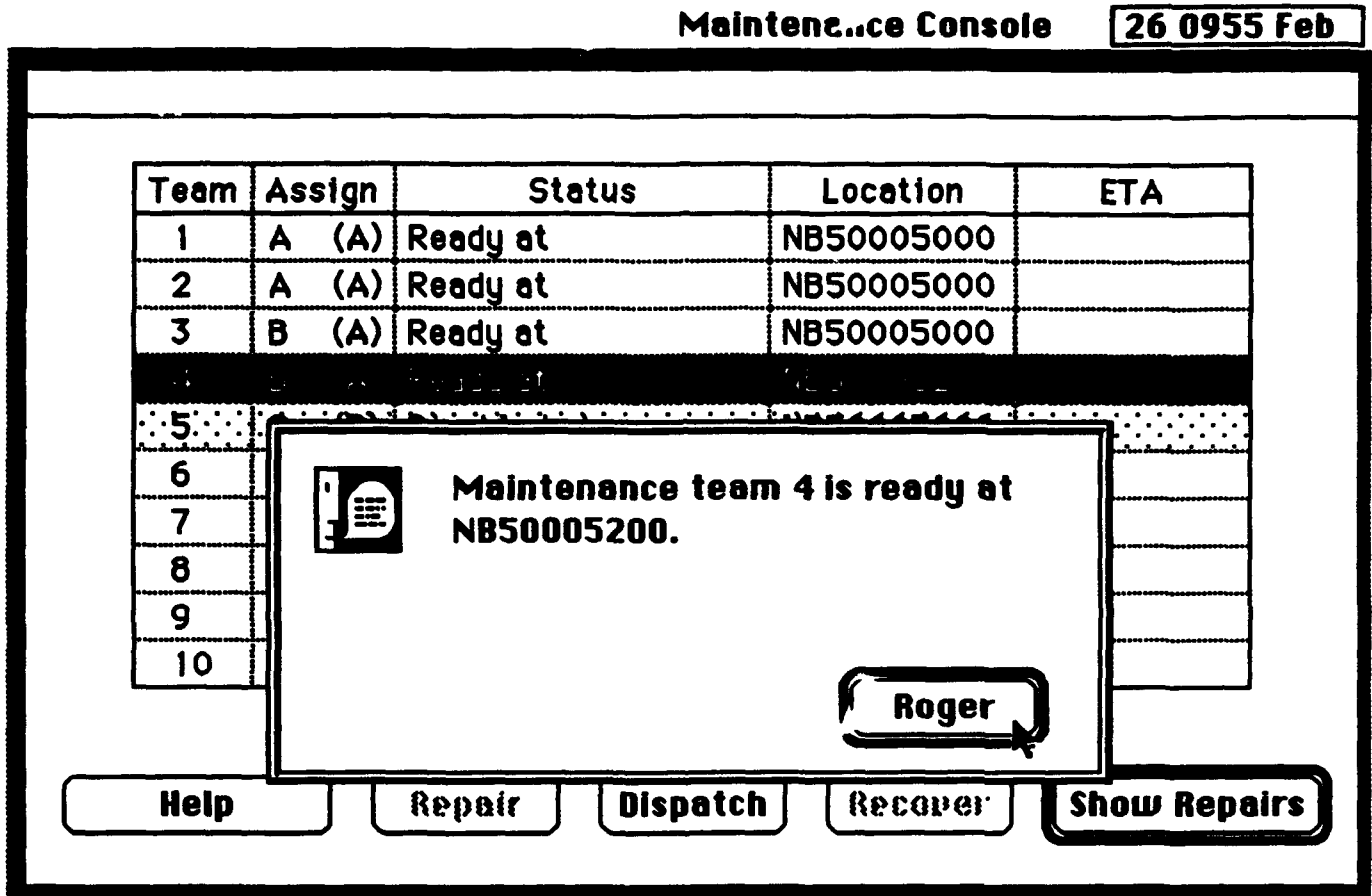 Maintenance Console 26 0955 Feb
Team Assign Status Location ETA
1 A (A) Ready at NB50005000
2 A (A) Ready at NB50005000
3 B (A) Ready at NB50005000
5
6
7
8
9
10
Maintenance team 4 is ready at
NB50005200.
Roger
Help Repair Dispatch Recover Show Repairs